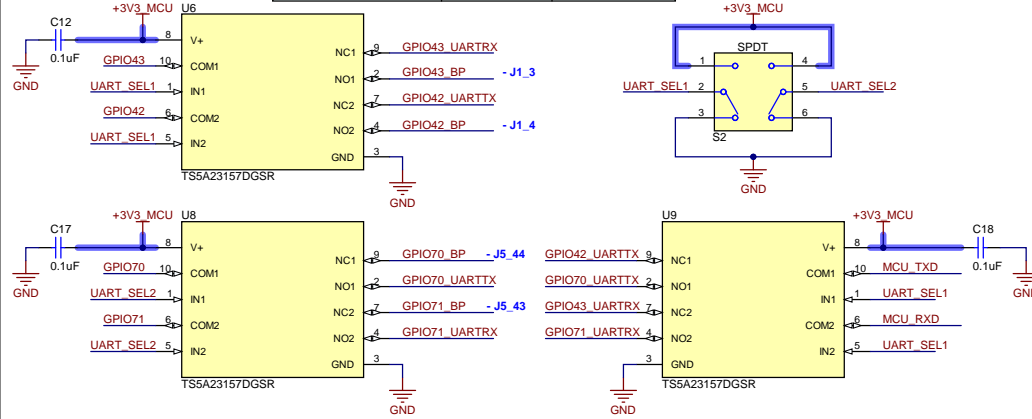 +3V3_MCU
U6
C12
0.1uF
GND
8
V+
GPIO43
10
COM1
UART_SEL1
1
IN1
GPIO42
6
COM2
UART_SEL1
5
IN2
NC1
9
GPIO43_UARTRX
NO1
2
GPIO43_BP
- J1_3
NC2
7
GPIO42_UARTTX
NO2
4
GPIO42_BP
- J1_4
GND
3
GND
TS5A23157DGSR
+3V3_MCU
SPDT
1
4
UART_SEL1
2
5
UART_SEL2
3
6
S2
GND
+3V3_MCU
U8
C17
0.1uF
GND
8
V+
GPIO70
10
COM1
UART_SEL2
1
IN1
GPIO71
6
COM2
UART_SEL2
5
IN2
NC1
9
GPIO70_BP
- J5_44
NO1
2
GPIO70_UARTTX
NC2
7
GPIO71_BP
- J5_43
NO2
4
GPIO71_UARTRX
GND
3
GND
TS5A23157DGSR
U9
+3V3_MCU
C18
0.1uF
GPIO42_UARTTX
9
NC1
GPIO70_UARTTX
2
NO1
GPIO43_UARTRX
7
NC2
GPIO71_UARTRX
4
NO2
3
GND
GND
V+
8
COM1
10
MCU_TXD
IN1
1
UART_SEL1
COM2
6
MCU_RXD
IN2
5
UART_SEL1
TS5A23157DGSR